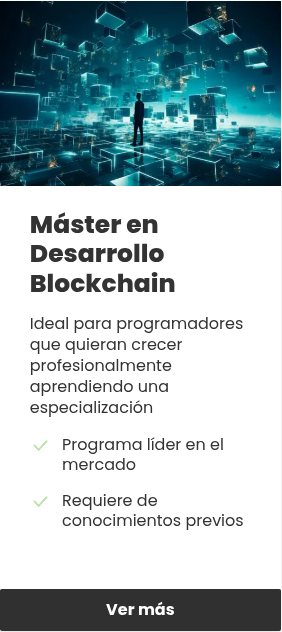 Máster en
Desarrollo
Blockchain
Ideal para programadores
que quieran crecer
profesionalmente
aprendiendo una
especialización
Programa líder en el
mercado
Requiere de
conocimientos previos
Ver más